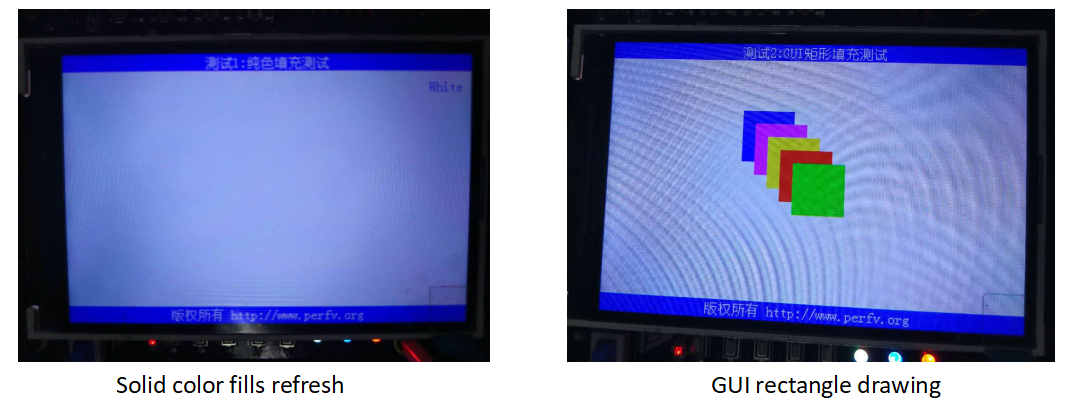 测试1:纯色填充测试
White
版权所有 http://www.perfv.org
Solid color fills refresh
测试2:GUI矩形填充测试
版权所有 http://www.perfv.org
GUI rectangle drawing